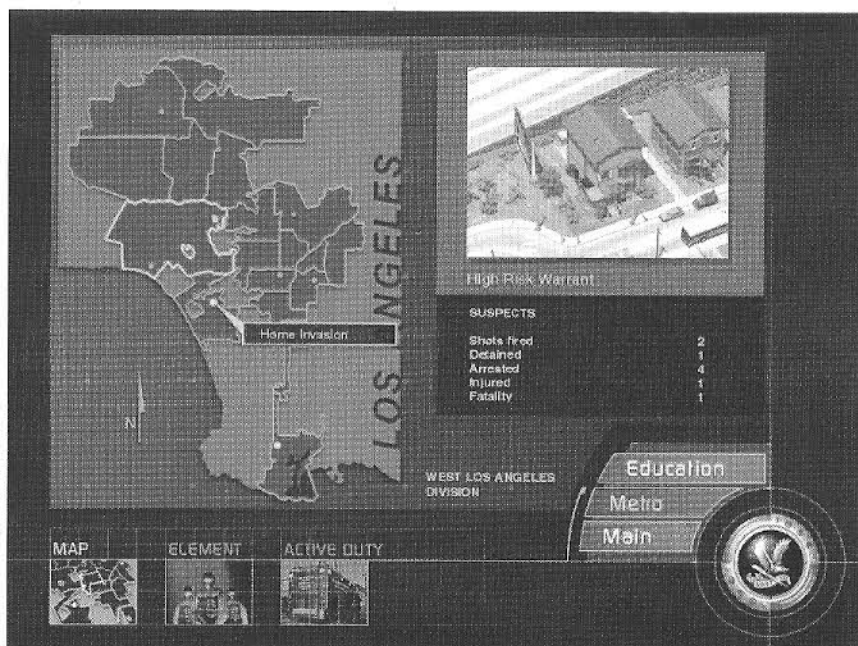 LOS ANGELES
Home Invasion
N
High Risk Warrant
SUSPECTS
Shots fired 2
Detained 1
Arrested 4
Injured 1
Fatality 1
WEST LOS ANGELES
DIVISION
Education
Metro
Main
MAP
ELEMENT
ACTIVE DUTY